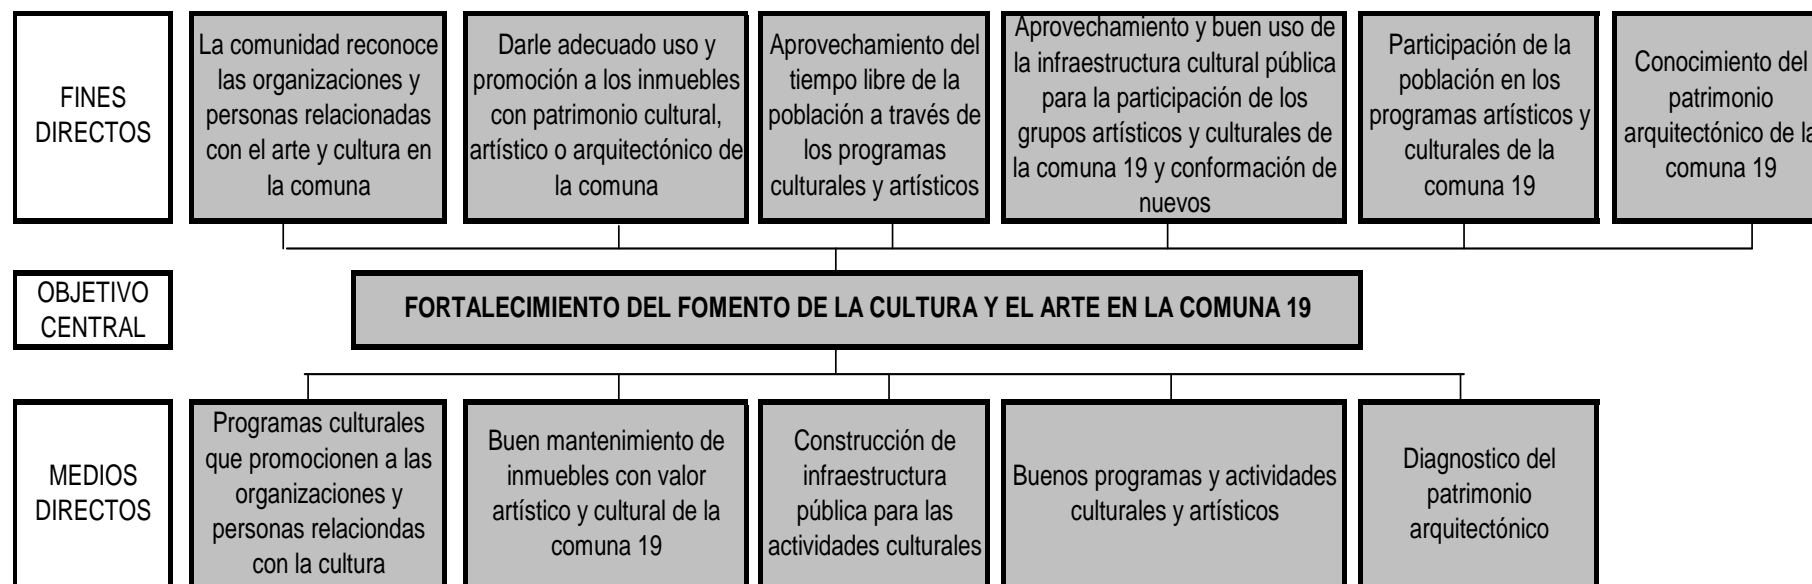 FINES
DIRECTOS
La comunidad reconoce
las organizaciones y
personas relacionadas
con el arte y cultura en
la comuna
Darle adecuado uso y
promoción a los inmuebles
con patrimonio cultural,
artístico o arquitectónico de
la comuna
Aprovechamiento del
tiempo libre de la
población a través de
los programas
culturales y artísticos
Aprovechamiento y buen uso de
la infraestructura cultural pública
para la participación de los
grupos artísticos y culturales de
la comuna 19 y conformación de
nuevos
Participación de la
población en los
programas artísticos y
culturales de la
comuna 19
Conocimiento del
patrimonio
arquitectónico de la
comuna 19
OBJETIVO
CENTRAL
FORTALECIMIENTO DEL FOMENTO DE LA CULTURA Y EL ARTE EN LA COMUNA 19
MEDIOS
DIRECTOS
Programas culturales
que promocionen a las
organizaciones y
personas relaciondas
con la cultura
Buen mantenimiento de
inmuebles con valor
artístico y cultural de la
comuna 19
Construcción de
infraestructura
pública para las
actividades culturales
Buenos programas y actividades
culturales y artísticos
Diagnostico del
patrimonio
arquitectónico